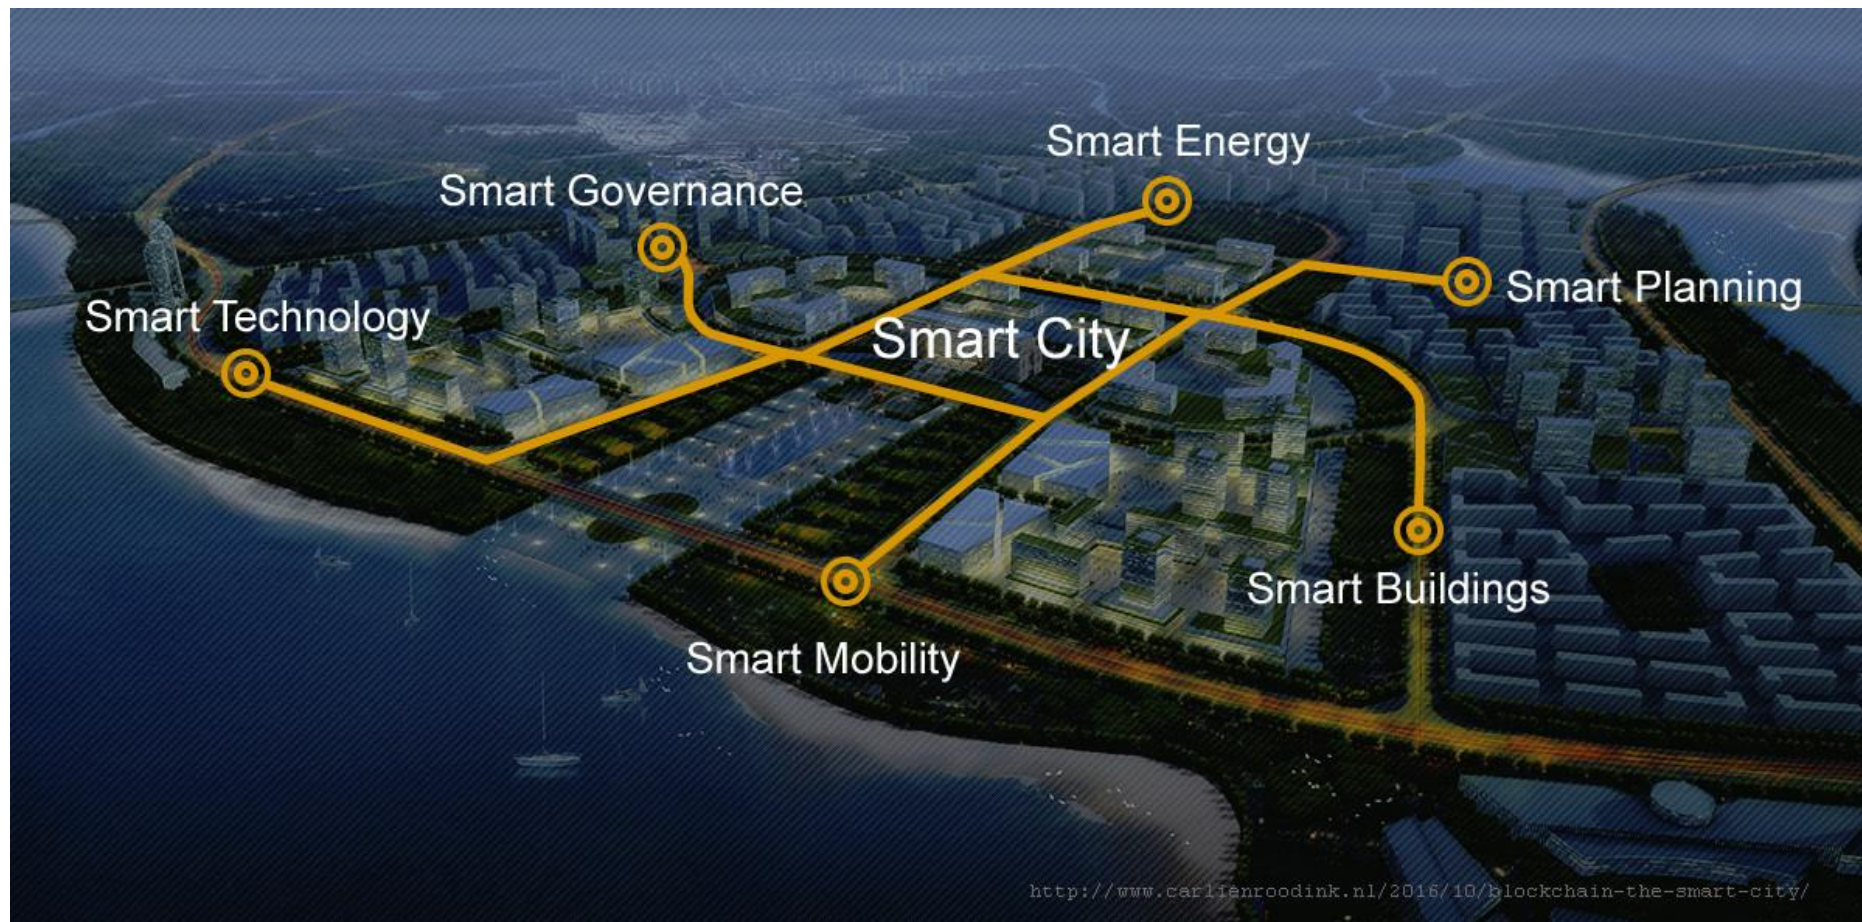 Smart Energy
Smart Governance
Smart Planning
Smart Technology
Smart City
Smart Buildings
Smart Mobility
http://www.carlienroodink.nl/2016/10/blockchain-the-smart-city/